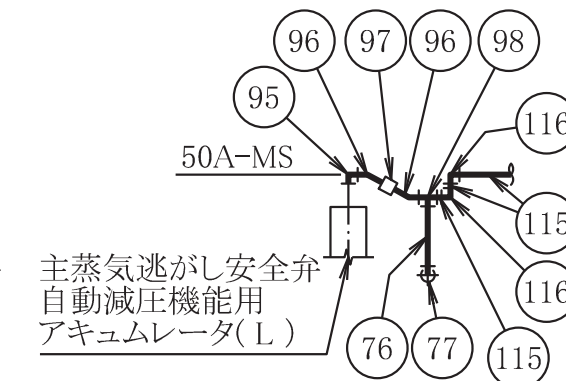 96 97 96 98
95
116
50A-MS
115
主蒸気逃がし安全弁
自動減圧機能用
アキュムレータ(L)
116
76 77 115